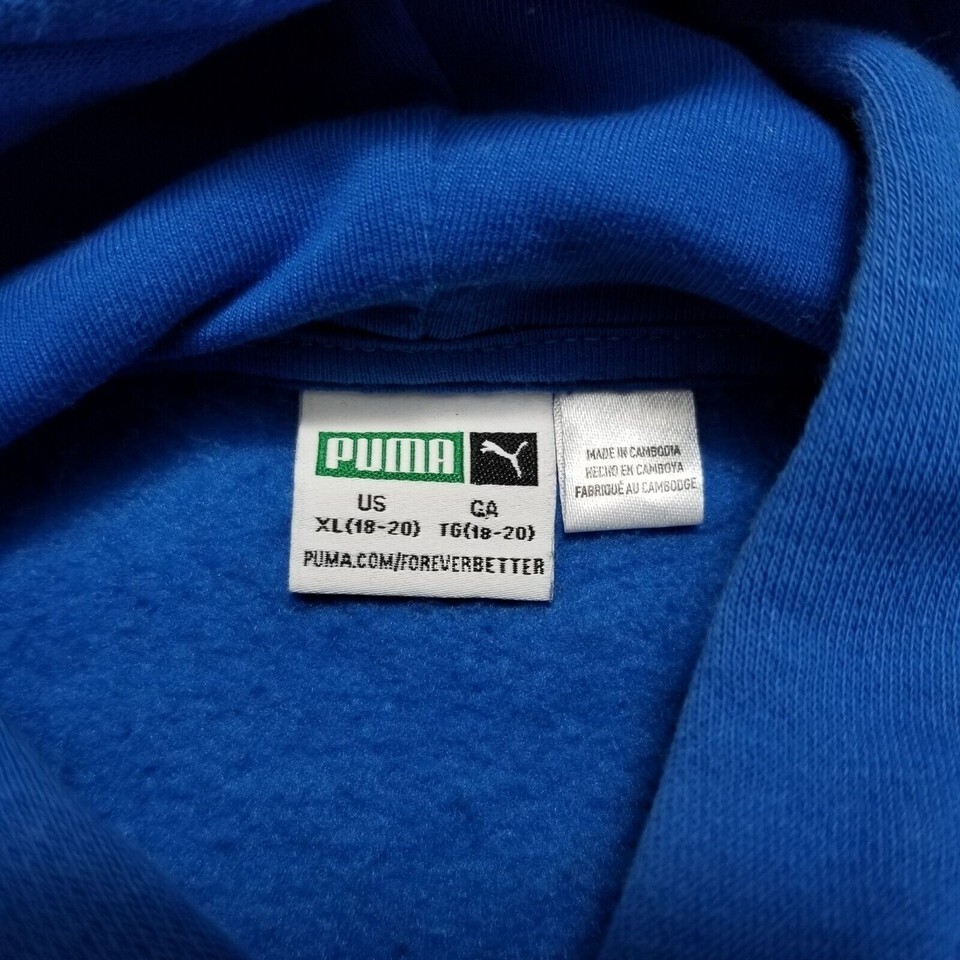 PUMA
US CA
XL(18-20) TG(18-20)
PUMA.COM/FOREVERBETTER
MADE IN CAMBODIA
HECHO EN CAMBOYA
FABRIQUÉ AU CAMBODGE